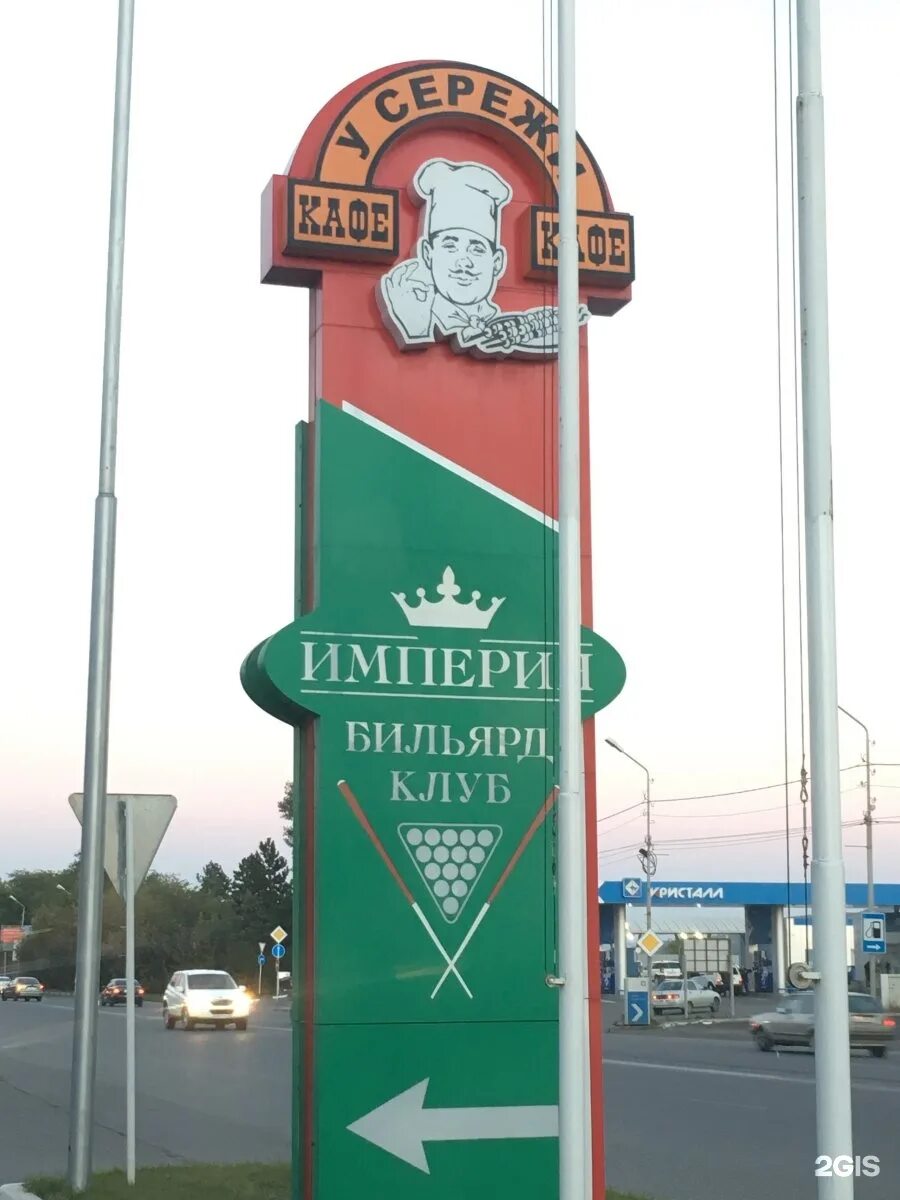 У СЕРЕЖИ
КАФЕ КАФЕ
ИМПЕРИЯ
БИЛЬЯРД
КЛУБ
КРИСТАЛЛ
2GIS